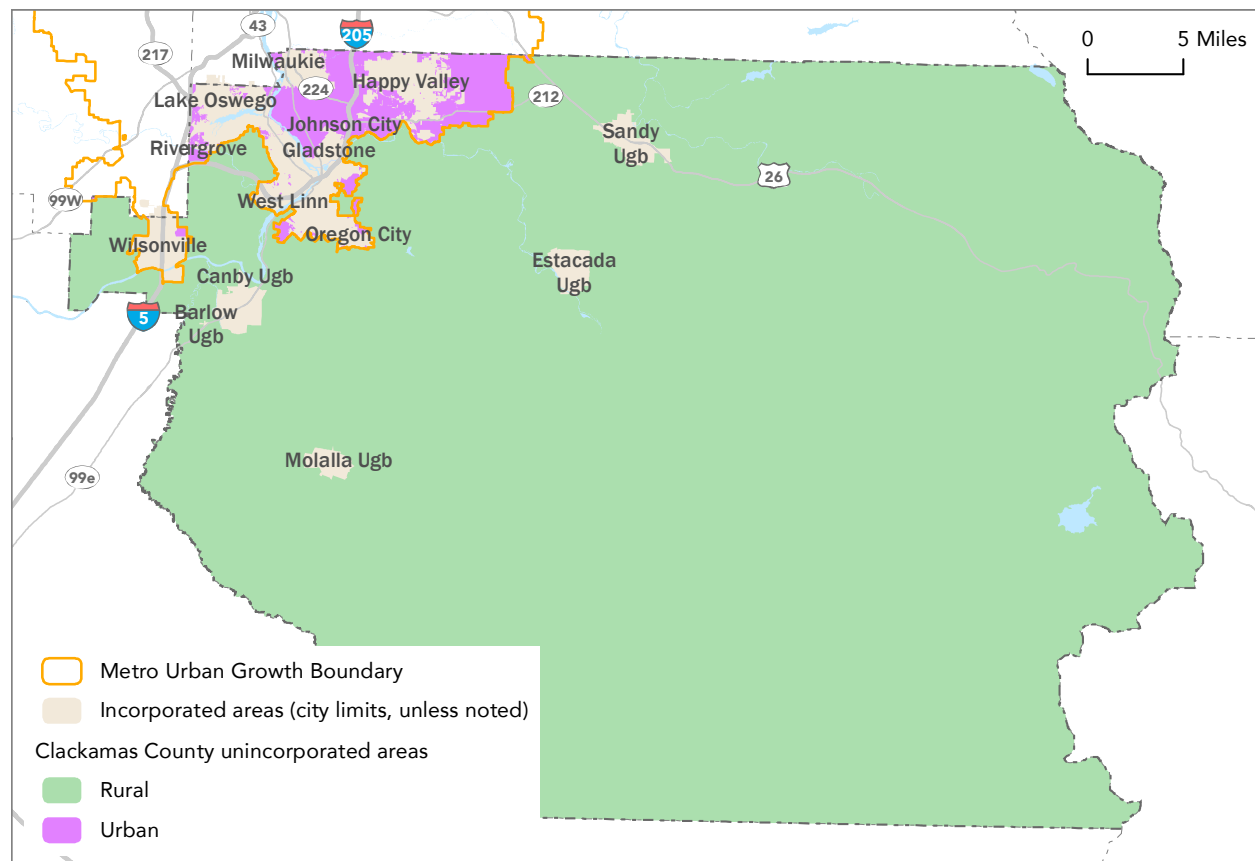 43
205
0 5 Miles
217
Milwaukie
224
Happy Valley
Lake Oswego
212
Johnson City
Sandy
Ugb
Rivergrove
Gladstone
26
99W
West Linn
Oregon City
Wilsonville
Estacada
Ugb
Canby Ugb
5
Barlow
Ugb
Molalla Ugb
99e
Metro Urban Growth Boundary
Incorporated areas (city limits, unless noted)
Clackamas County unincorporated areas
Rural
Urban